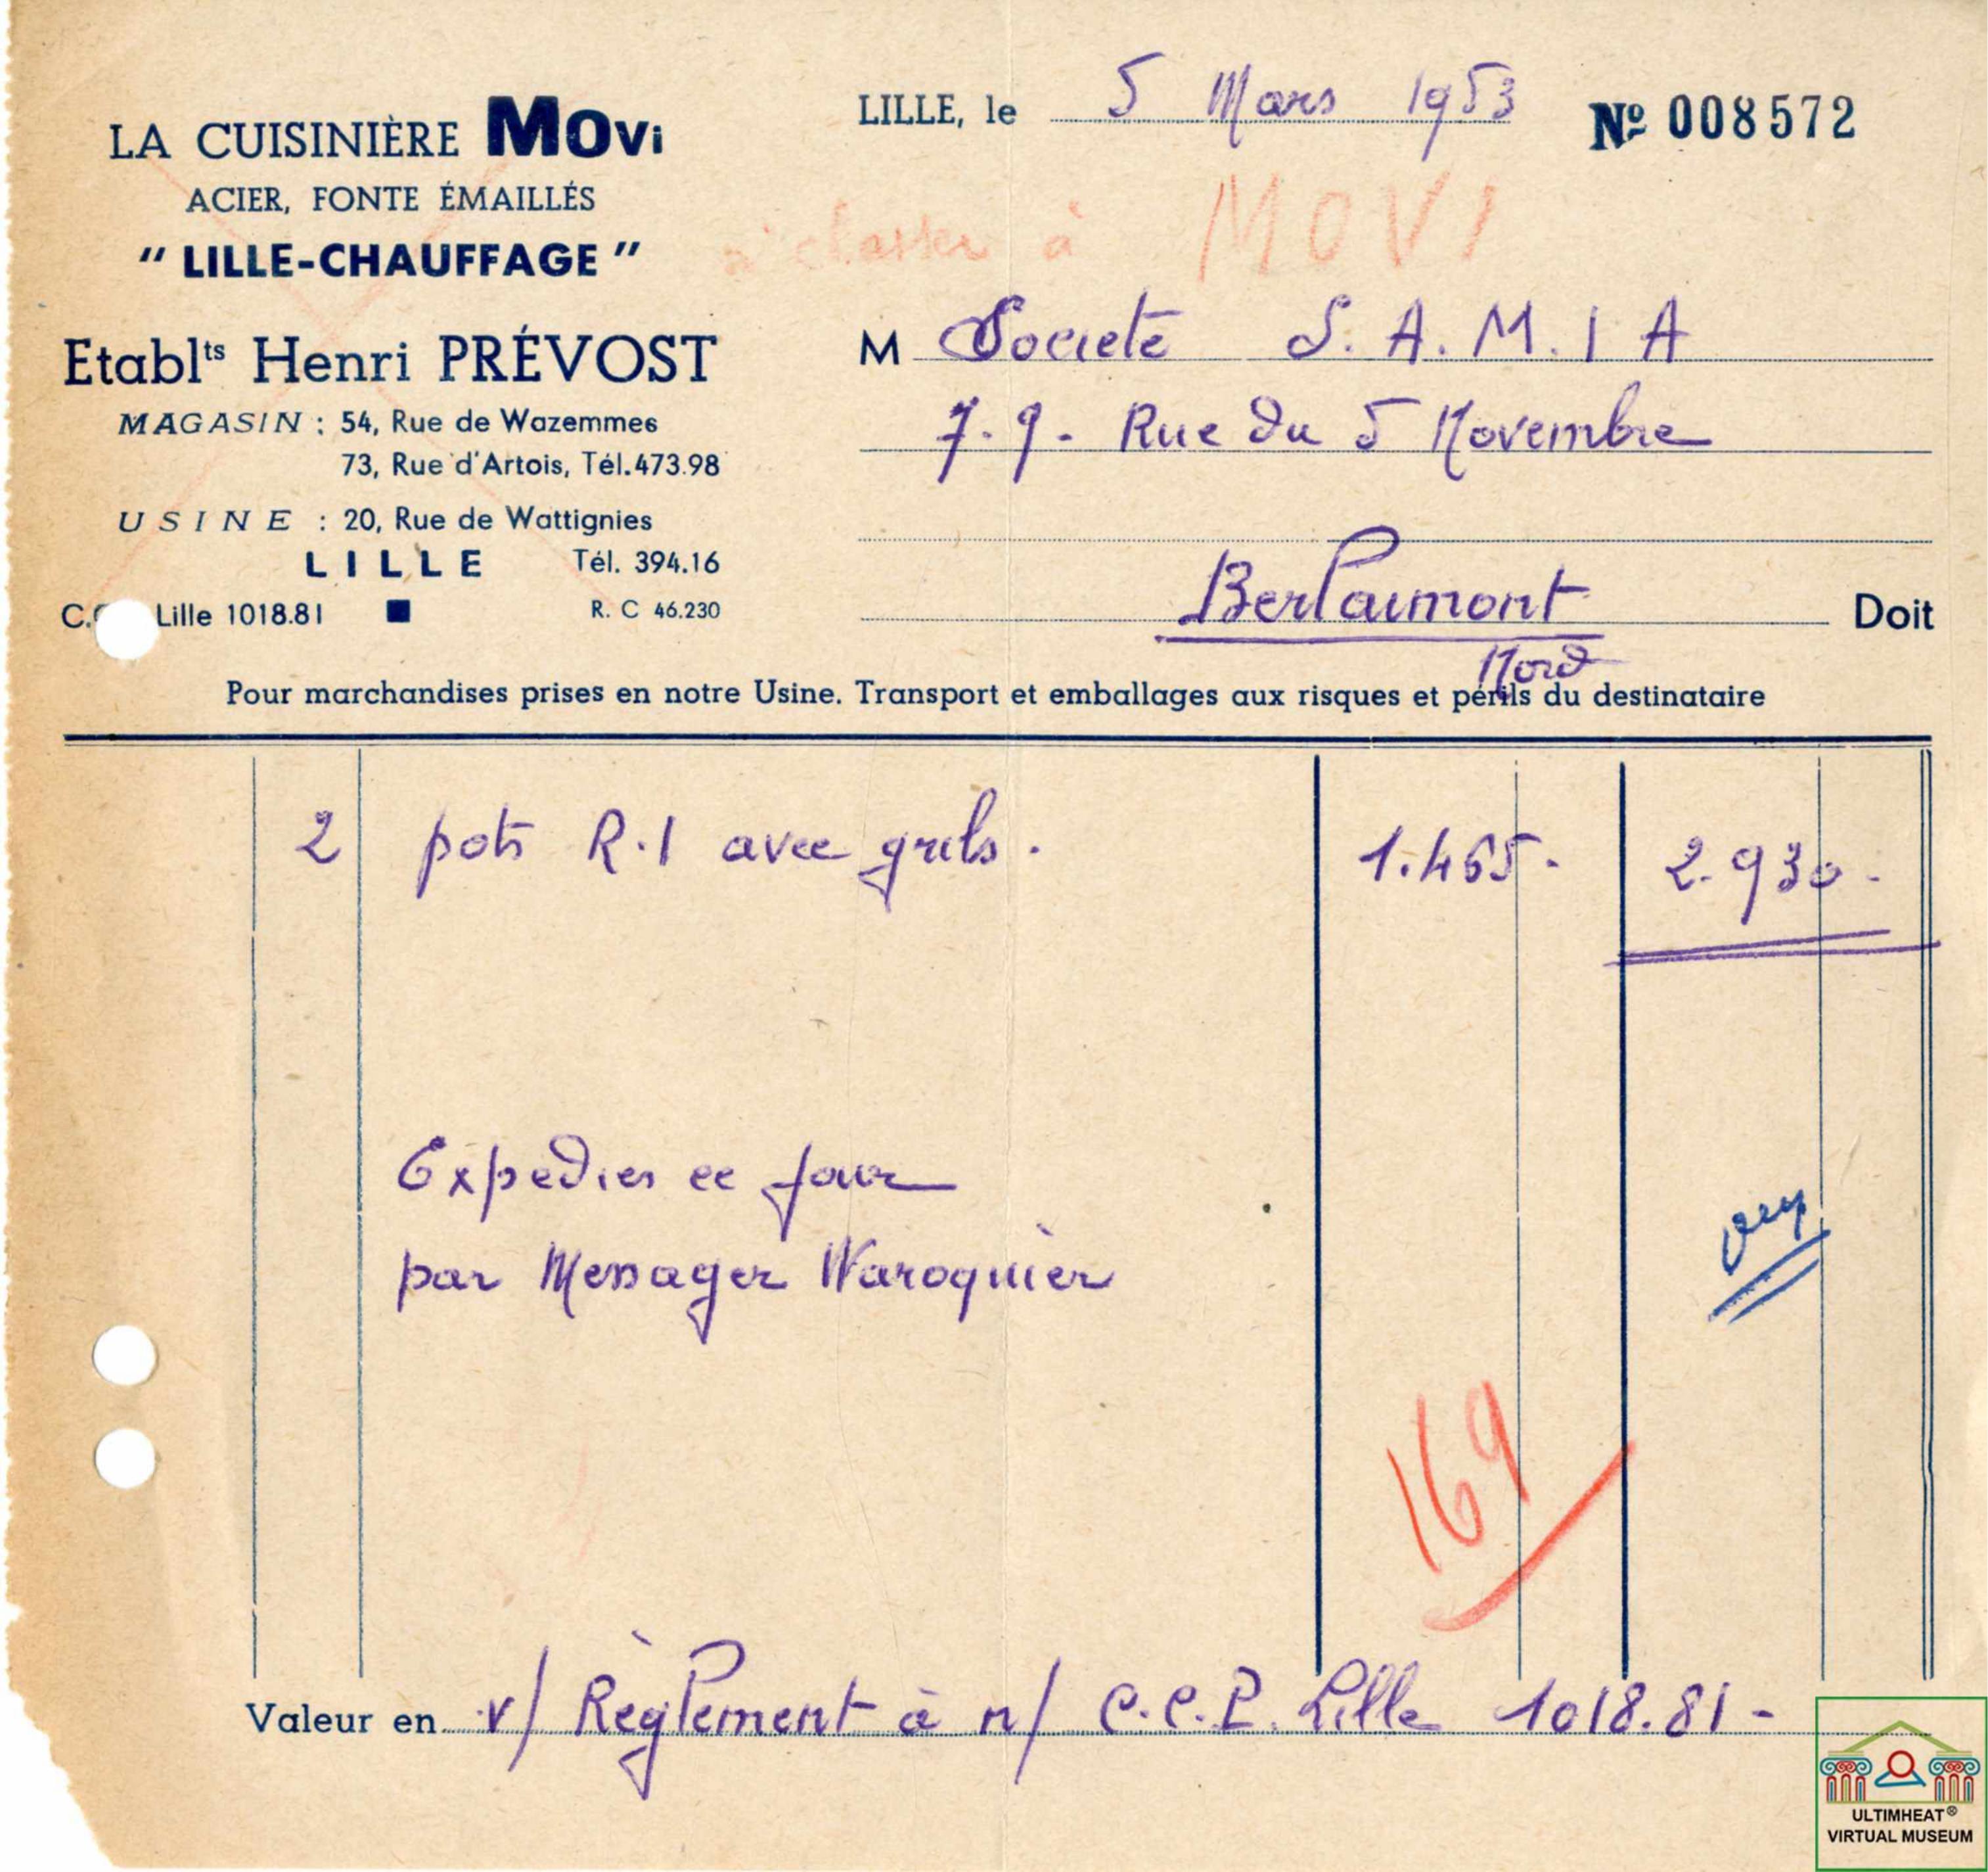 LA CUISINIÈRE MOVi
ACIER, FONTE ÉMAILLÉS
" LILLE-CHAUFFAGE "
Etablts Henri PRÉVOST
MAGASIN : 54, Rue de Wazemmes
73, Rue d'Artois, Tél. 473.98
USINE : 20, Rue de Wattignies
LILLE Tél. 394.16
Lille 1018.81 R. C 46.230
LILLE, le 5 Mars 1953 Nº 008572
à classer à MOVI
M Societe S.A.M.I A
7.9. Rue du 5 Novembre
Berlaimont Doit
Nord
Pour marchandises prises en notre Usine. Transport et emballages aux risques et périls du destinataire
2 pots R.1 avec grils. 1.465. 2.930.
Expedies ce jour
par Messager Waroquier
169
Valeur en v/ Règlement à n/ C.C.P. Lille 1018.81 -
ULTIMHEAT®
VIRTUAL MUSEUM